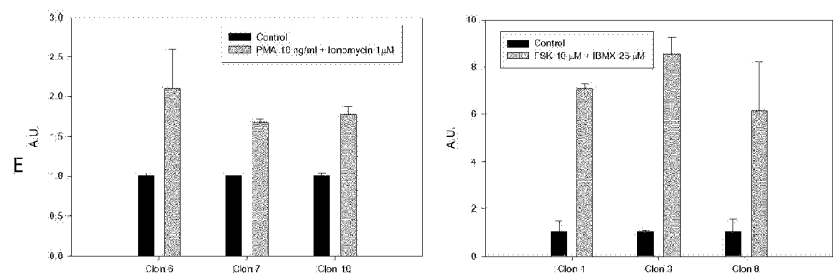 3.0
2.5
2.0
1.5
1.0
0.5
0.0
A.U.
E
Control
PMA 10 ng/ml + Ionomycin 1µM
Clon 6
Clon 7
Clon 10
10
8
6
4
2
0
A.U.
Control
FSK 10 µM + IBMX 25 µM
Clon 1
Clon 3
Clon 8